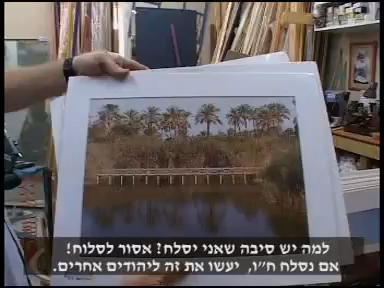 למה יש סיבה שאני יסלח? אסור לסלוח!
אם נסלח ח״ו, יעשו את זה ליהודים אחרים.